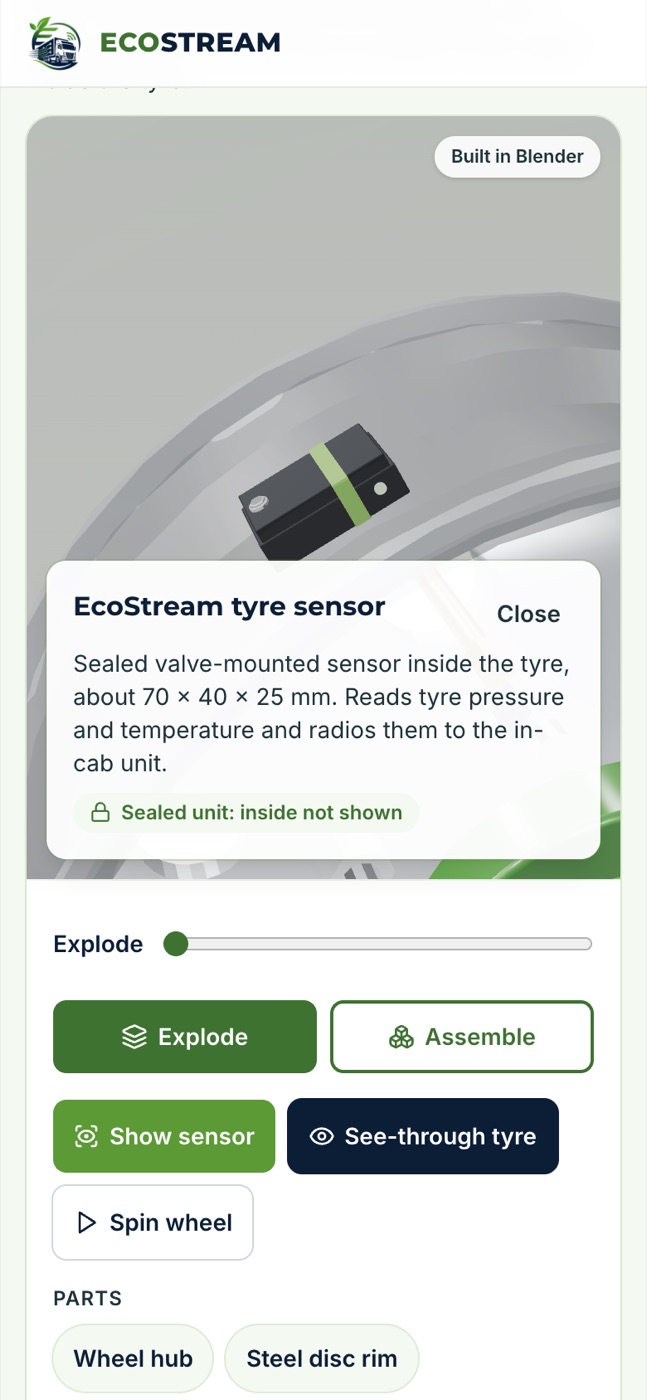 ECOSTREAM
Built in Blender
EcoStream tyre sensor
Close
Sealed valve-mounted sensor inside the tyre,
about 70 × 40 × 25 mm. Reads tyre pressure
and temperature and radios them to the in-
cab unit.
Sealed unit: inside not shown
Explode
Explode
Assemble
Show sensor
See-through tyre
Spin wheel
PARTS
Wheel hub
Steel disc rim